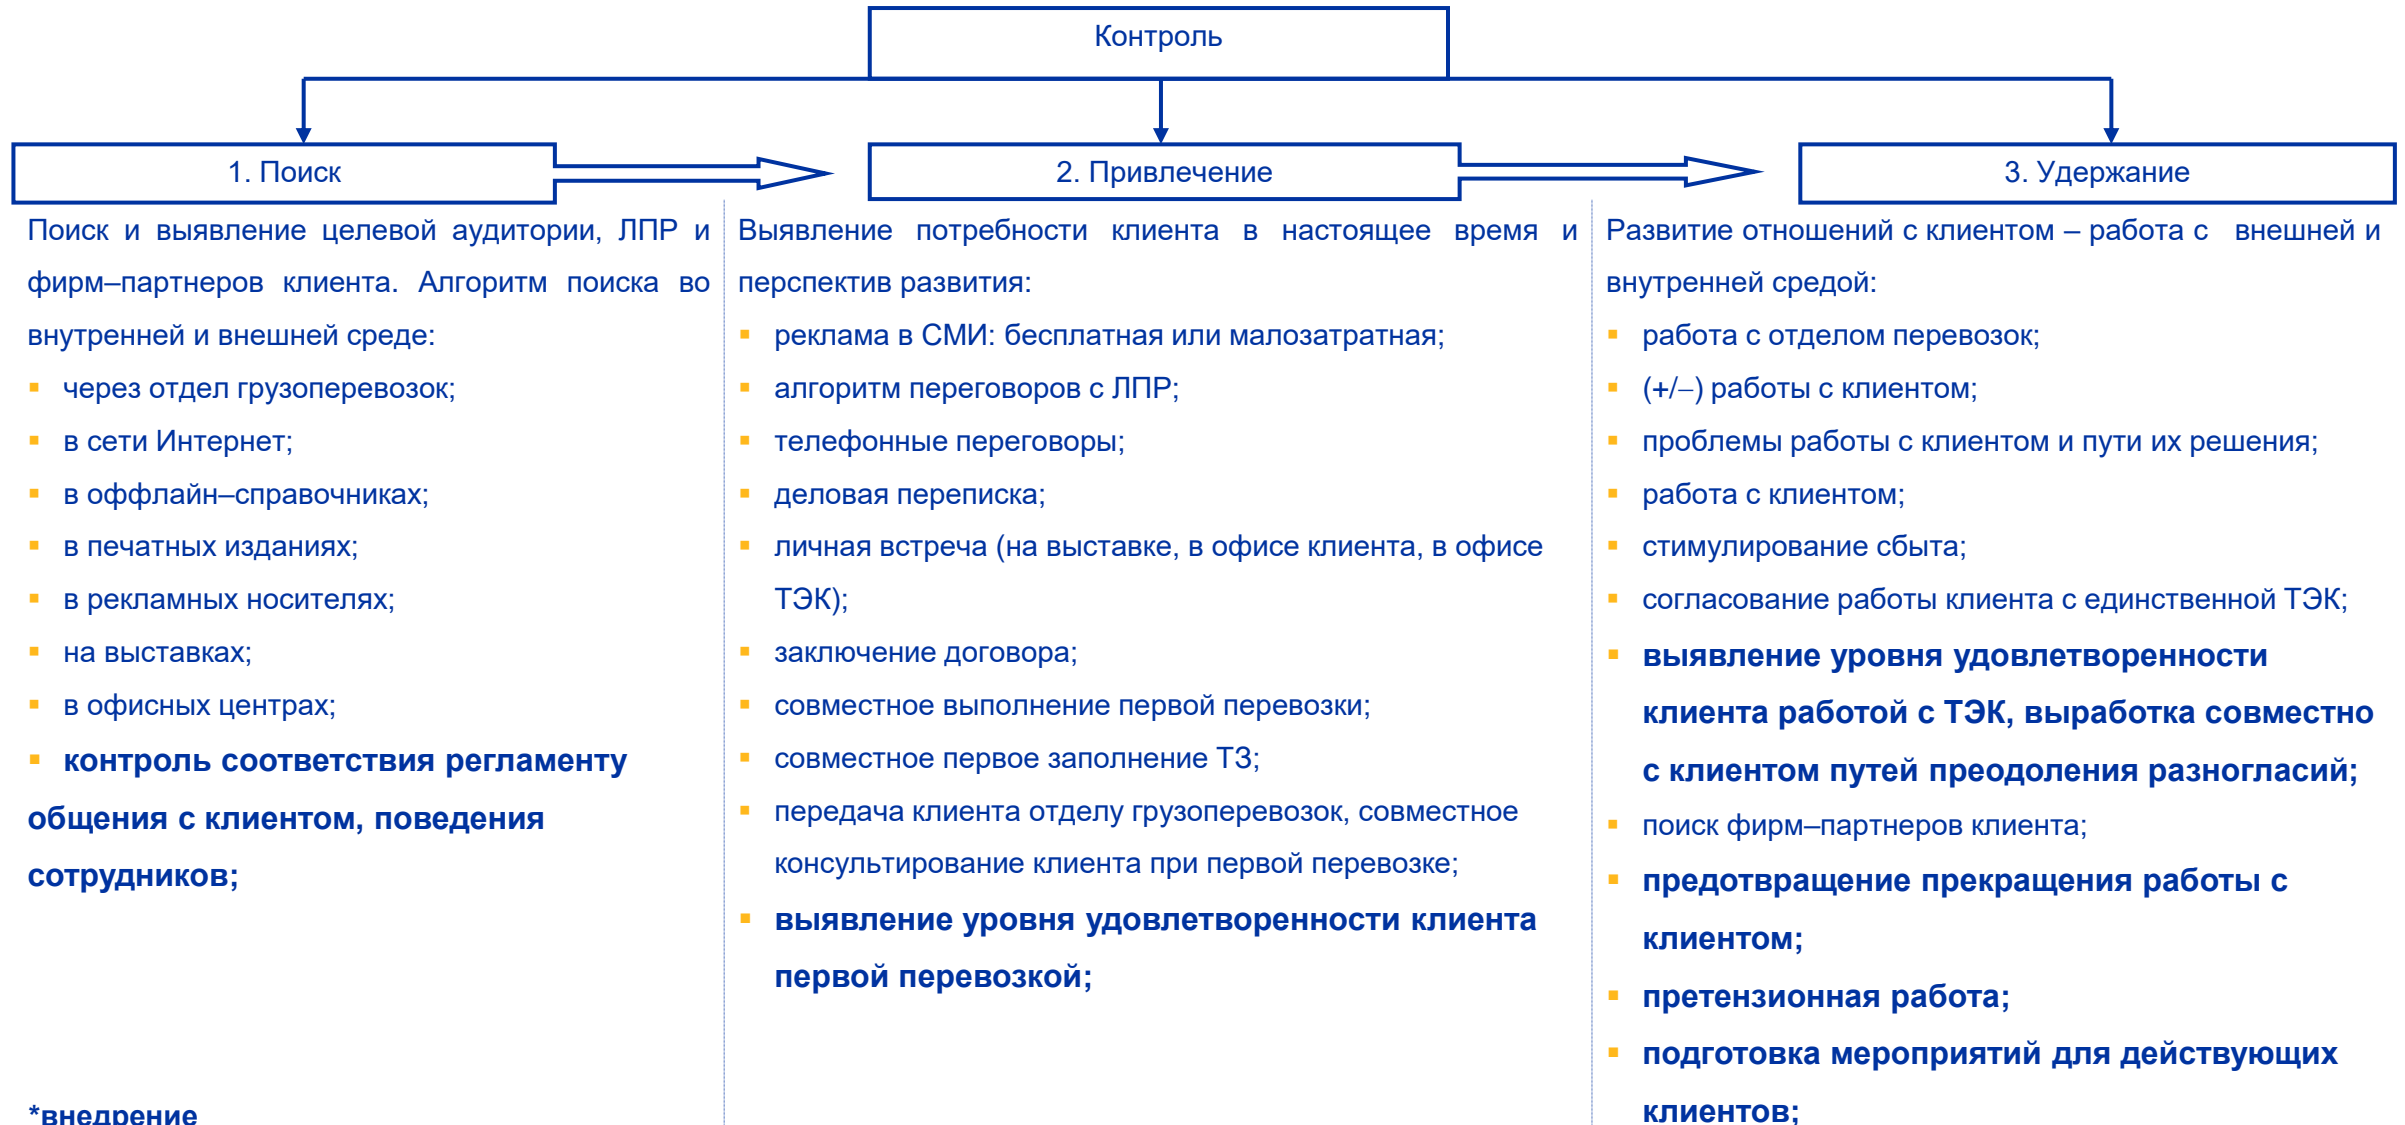 Контроль
1. Поиск
2. Привлечение
3. Удержание
Поиск и выявление целевой аудитории, ЛПР и
фирм–партнеров клиента. Алгоритм поиска во
внутренней и внешней среде:
▪ через отдел грузоперевозок;
▪ в сети Интернет;
▪ в оффлайн–справочниках;
▪ в печатных изданиях;
▪ в рекламных носителях;
▪ на выставках;
▪ в офисных центрах;
▪ контроль соответствия регламенту
общения с клиентом, поведения
сотрудников;
*внедрение
Выявление потребности клиента в настоящее время и
перспектив развития:
▪ реклама в СМИ: бесплатная или малозатратная;
▪ алгоритм переговоров с ЛПР;
▪ телефонные переговоры;
▪ деловая переписка;
▪ личная встреча (на выставке, в офисе клиента, в офисе
ТЭК);
▪ заключение договора;
▪ совместное выполнение первой перевозки;
▪ совместное первое заполнение ТЗ;
▪ передача клиента отделу грузоперевозок, совместное
консультирование клиента при первой перевозке;
▪ выявление уровня удовлетворенности клиента
первой перевозкой;
Развитие отношений с клиентом – работа с внешней и
внутренней средой:
▪ работа с отделом перевозок;
▪ (+/–) работы с клиентом;
▪ проблемы работы с клиентом и пути их решения;
▪ работа с клиентом;
▪ стимулирование сбыта;
▪ согласование работы клиента с единственной ТЭК;
▪ выявление уровня удовлетворенности
клиента работой с ТЭК, выработка совместно
с клиентом путей преодоления разногласий;
▪ поиск фирм–партнеров клиента;
▪ предотвращение прекращения работы с
клиентом;
▪ претензионная работа;
▪ подготовка мероприятий для действующих
клиентов;